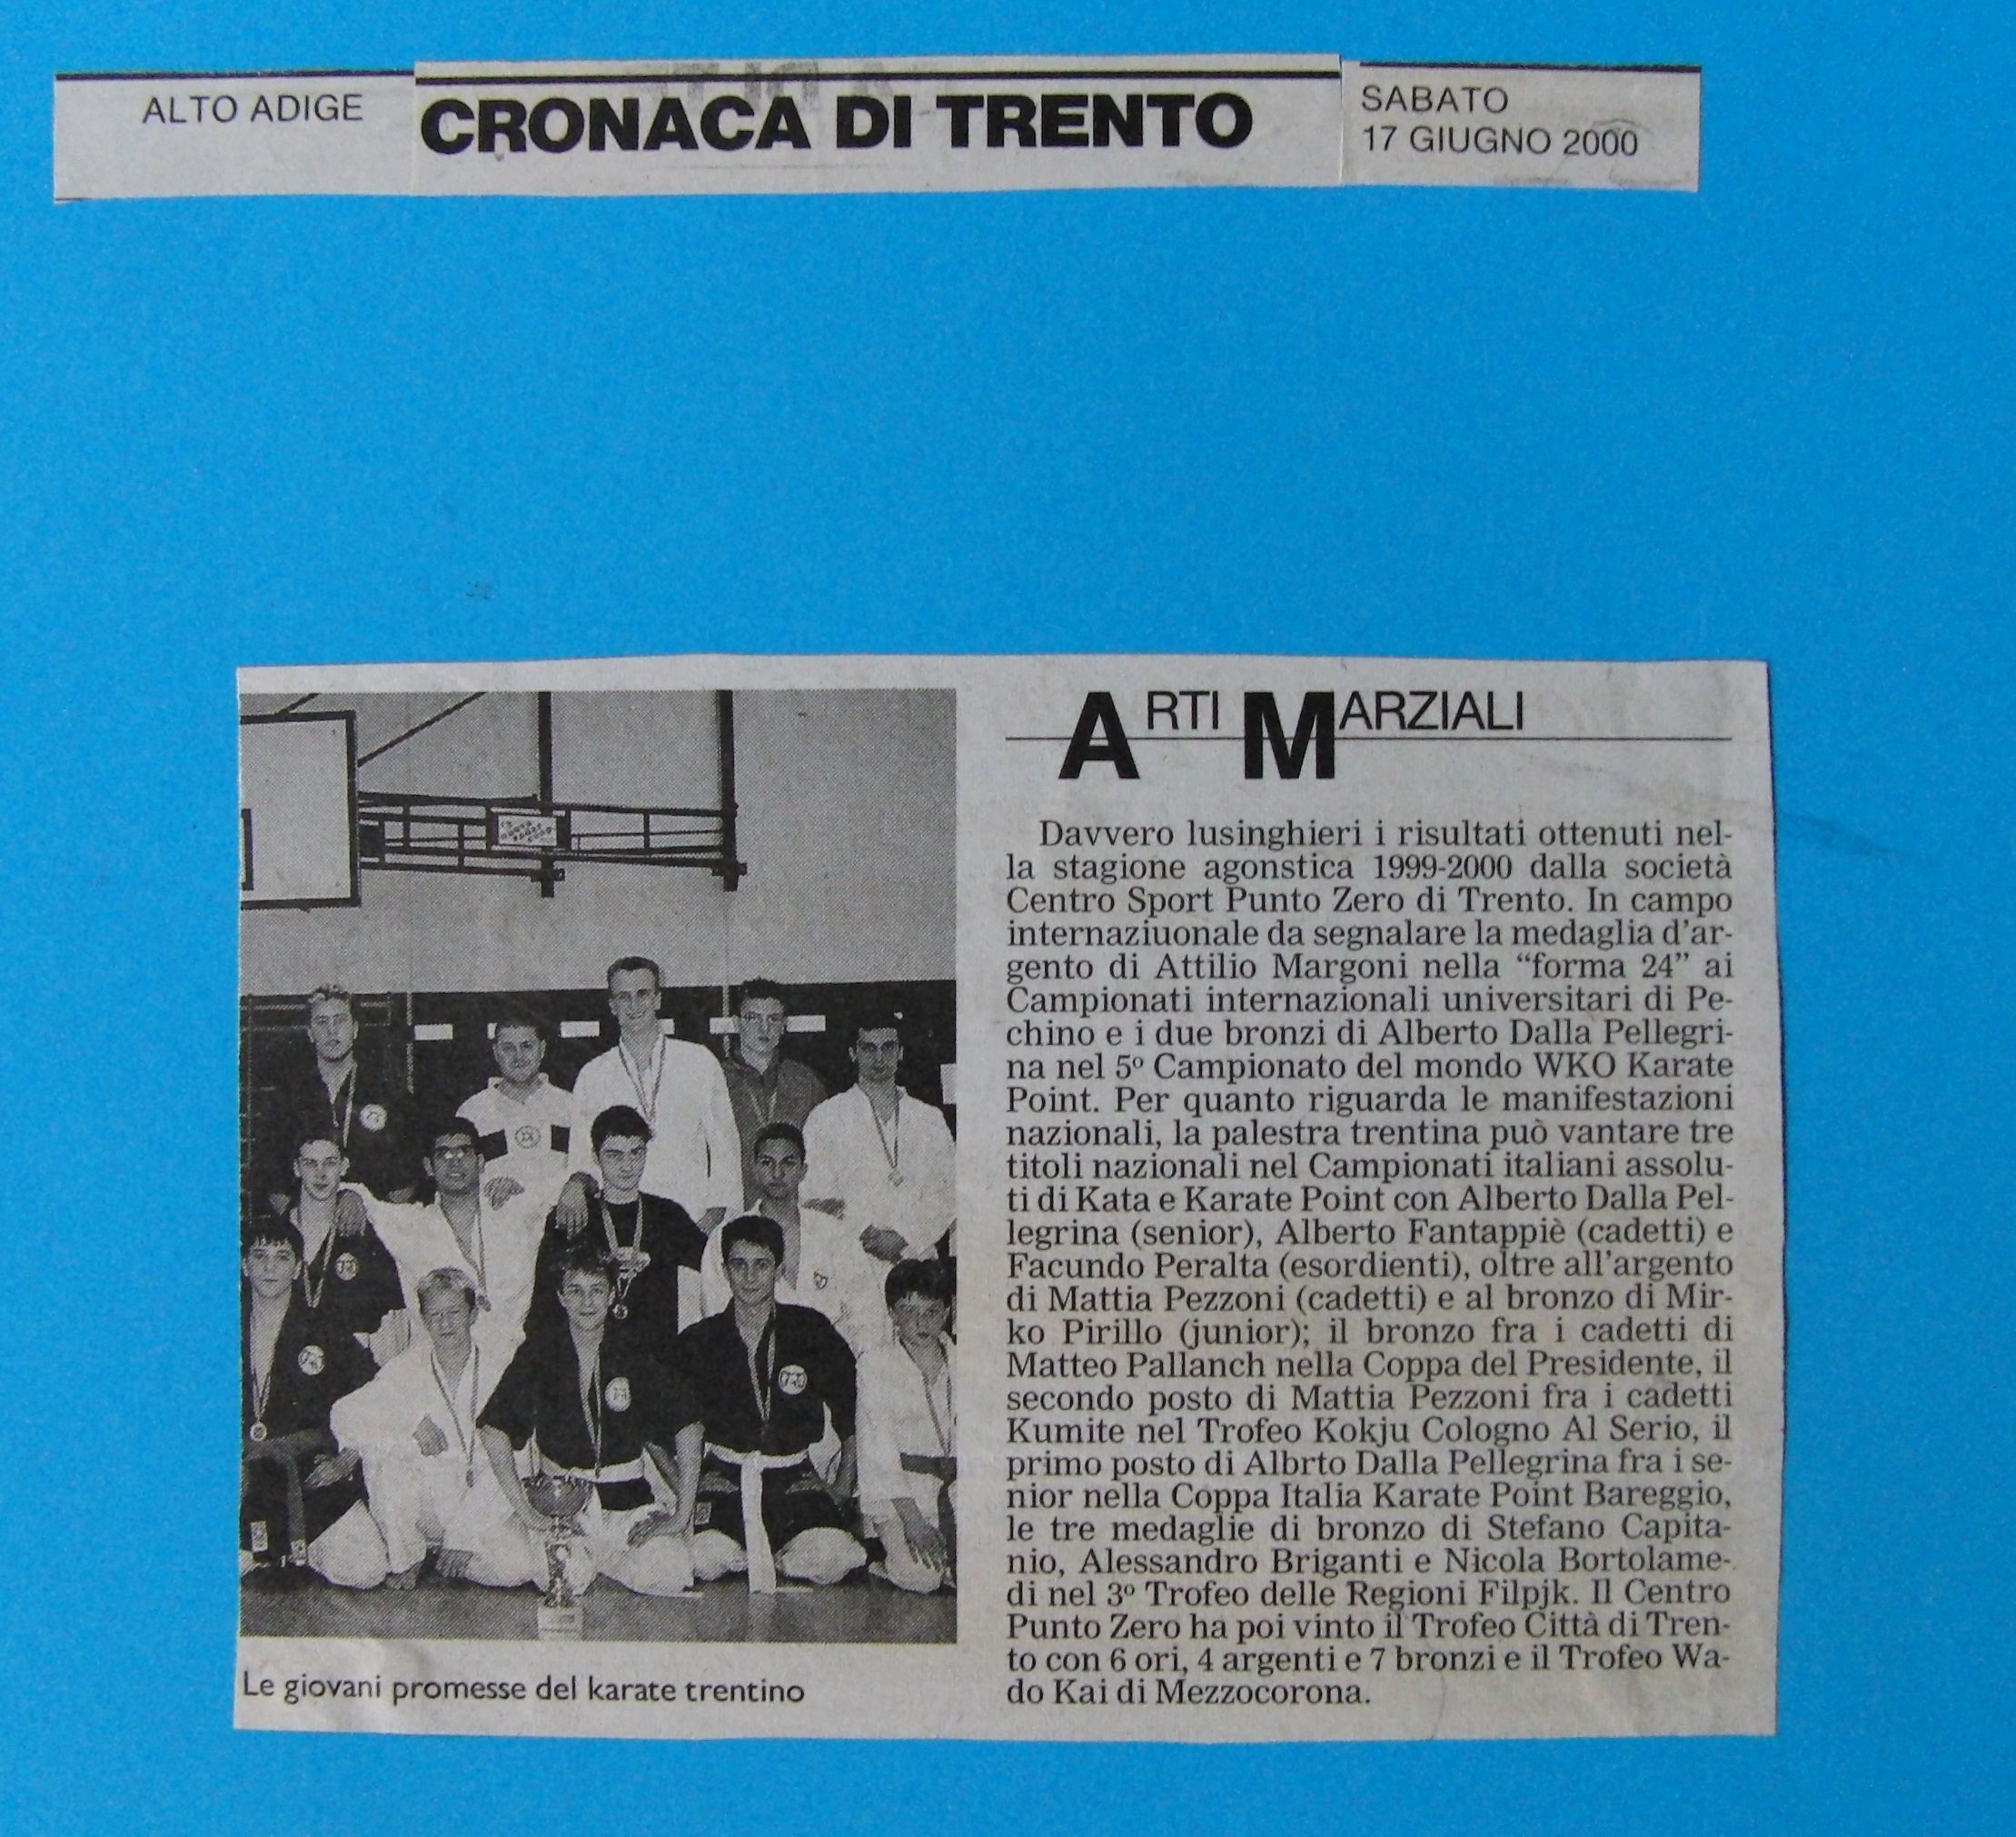 ALTO ADIGE
CRONACA DI TRENTO
SABATO
17 GIUGNO 2000
ARTI MARZIALI
Davvero lusinghieri i risultati ottenuti nel-
la stagione agonstica 1999-2000 dalla società
Centro Sport Punto Zero di Trento. In campo
internaziuonale da segnalare la medaglia d'ar-
gento di Attilio Margoni nella “forma 24” ai
Campionati internazionali universitari di Pe-
chino e i due bronzi di Alberto Dalla Pellegri-
na nel 5º Campionato del mondo WKO Karate
Point. Per quanto riguarda le manifestazioni
nazionali, la palestra trentina può vantare tre
titoli nazionali nel Campionati italiani assolu-
ti di Kata e Karate Point con Alberto Dalla Pel-
legrina (senior), Alberto Fantappiè (cadetti) e
Facundo Peralta (esordienti), oltre all'argento
di Mattia Pezzoni (cadetti) e al bronzo di Mir-
ko Pirillo (junior); il bronzo fra i cadetti di
Matteo Pallanch nella Coppa del Presidente, il
secondo posto di Mattia Pezzoni fra i cadetti
Kumite nel Trofeo Kokju Cologno Al Serio, il
primo posto di Albrto Dalla Pellegrina fra i se-
nior nella Coppa Italia Karate Point Bareggio,
le tre medaglie di bronzo di Stefano Capita-
nio, Alessandro Briganti e Nicola Bortolame-
di nel 3º Trofeo delle Regioni Filpjk. Il Centro
Punto Zero ha poi vinto il Trofeo Città di Tren-
to con 6 ori, 4 argenti e 7 bronzi e il Trofeo Wa-
do Kai di Mezzocorona.
Le giovani promesse del karate trentino